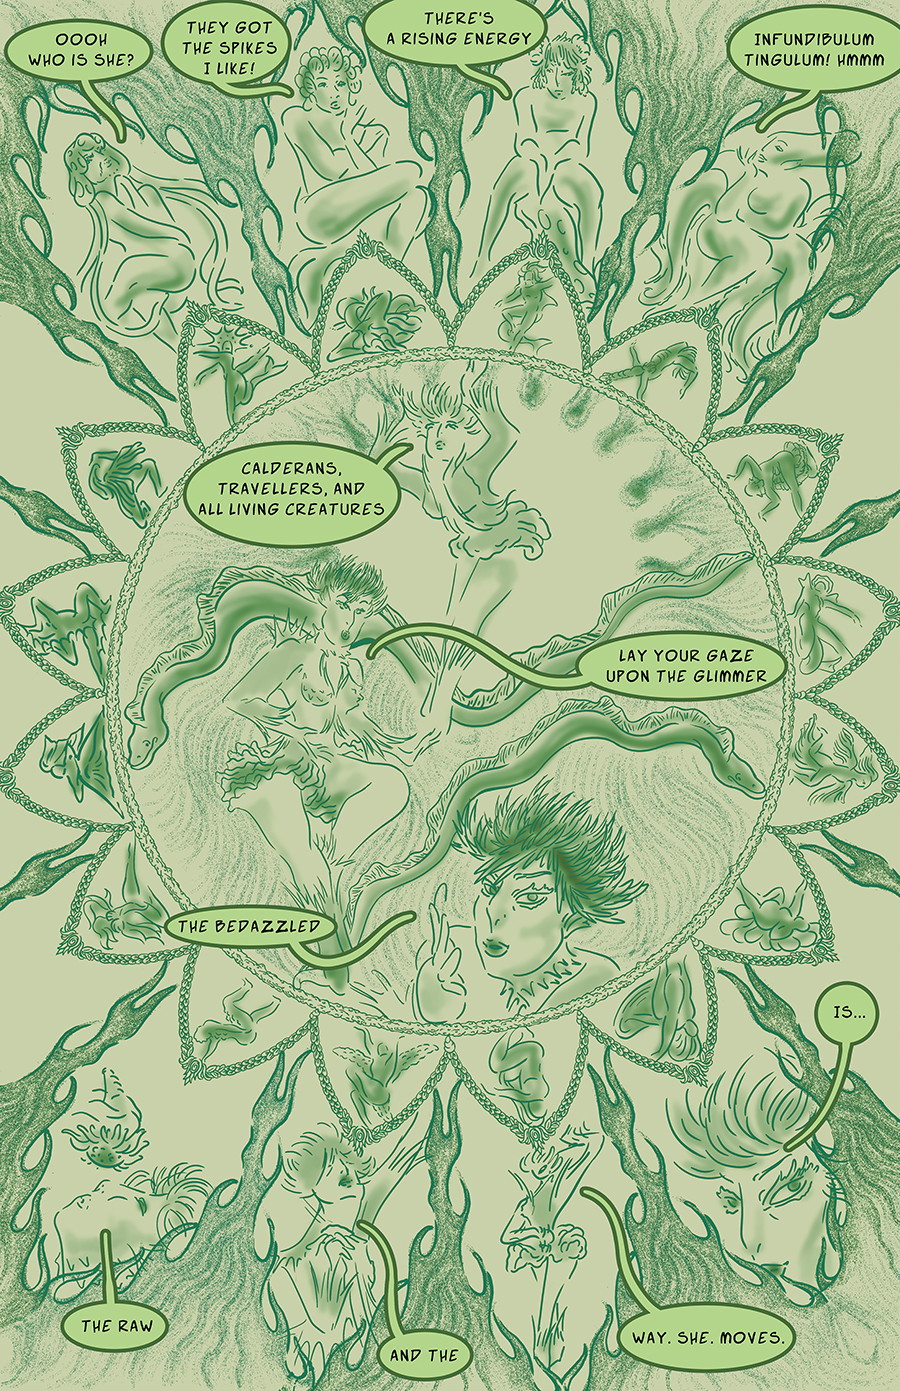 OOOH
WHO IS SHE?
THEY GOT
THE SPIKES
I LIKE!
THERE'S
A RISING ENERGY
INFUNDIBULUM
TINGULUM! HMMM
CALDERANS,
TRAVELLERS, AND
ALL LIVING CREATURES
LAY YOUR GAZE
UPON THE GLIMMER
THE BEDAZZLED
IS...
THE RAW
AND THE
WAY. SHE. MOVES.